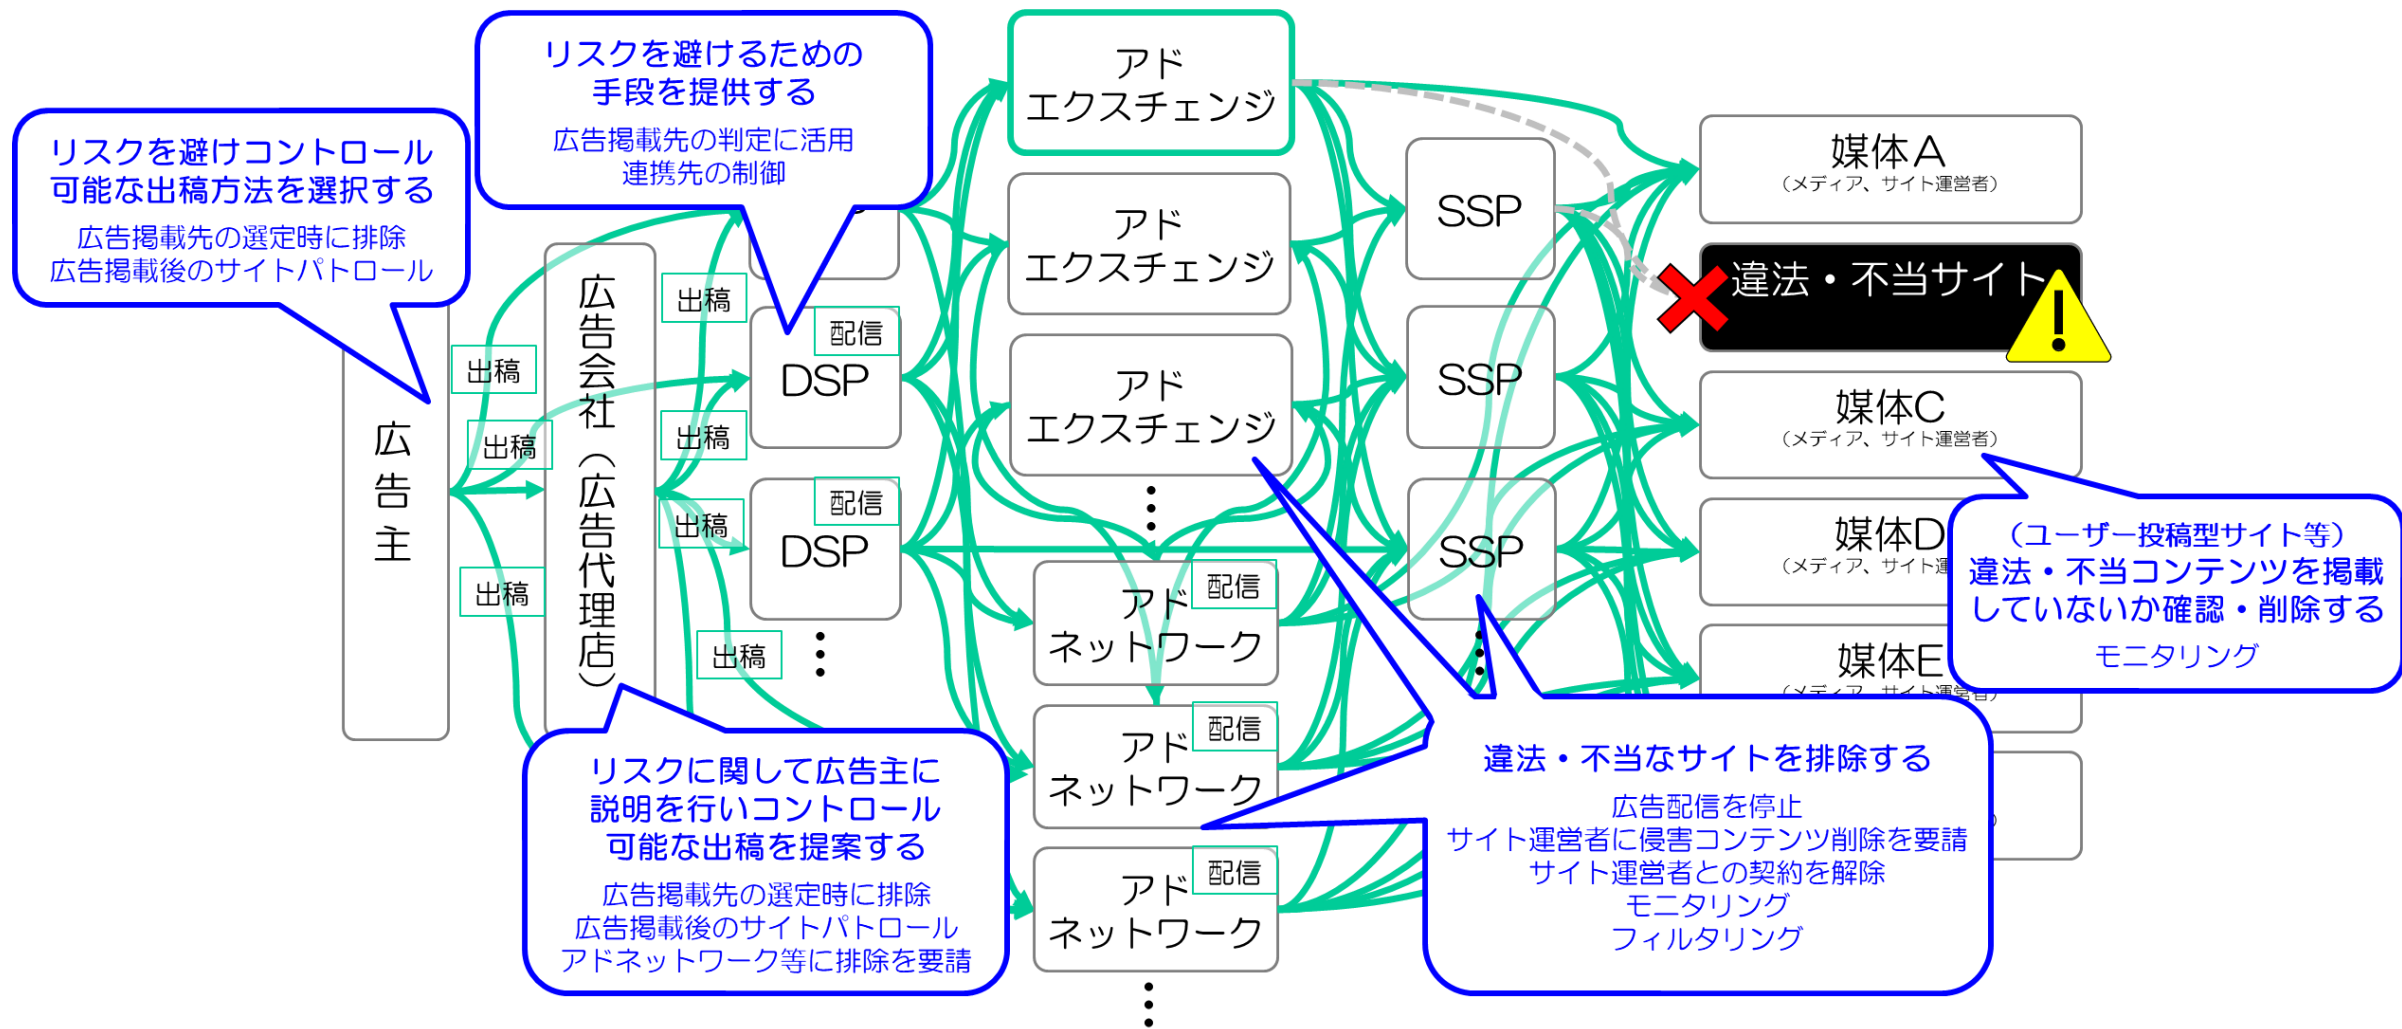 リスクを避けコントロール
可能な出稿方法を選択する
広告掲載先の選定時に排除
広告掲載後のサイトパトロール
リスクを避けるための
手段を提供する
広告掲載先の判定に活用
連携先の制御
広告主
出稿
出稿
出稿
広告会社（広告代理店）
出稿
出稿
出稿
出稿
配信
DSP
配信
DSP
アド
エクスチェンジ
アド
エクスチェンジ
アド
エクスチェンジ
配信
アド
ネットワーク
配信
アド
ネットワーク
配信
アド
ネットワーク
SSP
SSP
SSP
媒体A
（メディア、サイト運営者）
違法・不当サイト
媒体C
（メディア、サイト運営者）
媒体D
（メディア、サイト運
媒体E
（メディア、サイト運営者）
（ユーザー投稿型サイト等）
違法・不当コンテンツを掲載
していないか確認・削除する
モニタリング
リスクに関して広告主に
説明を行いコントロール
可能な出稿を提案する
広告掲載先の選定時に排除
広告掲載後のサイトパトロール
アドネットワーク等に排除を要請
違法・不当なサイトを排除する
広告配信を停止
サイト運営者に侵害コンテンツ削除を要請
サイト運営者との契約を解除
モニタリング
フィルタリング